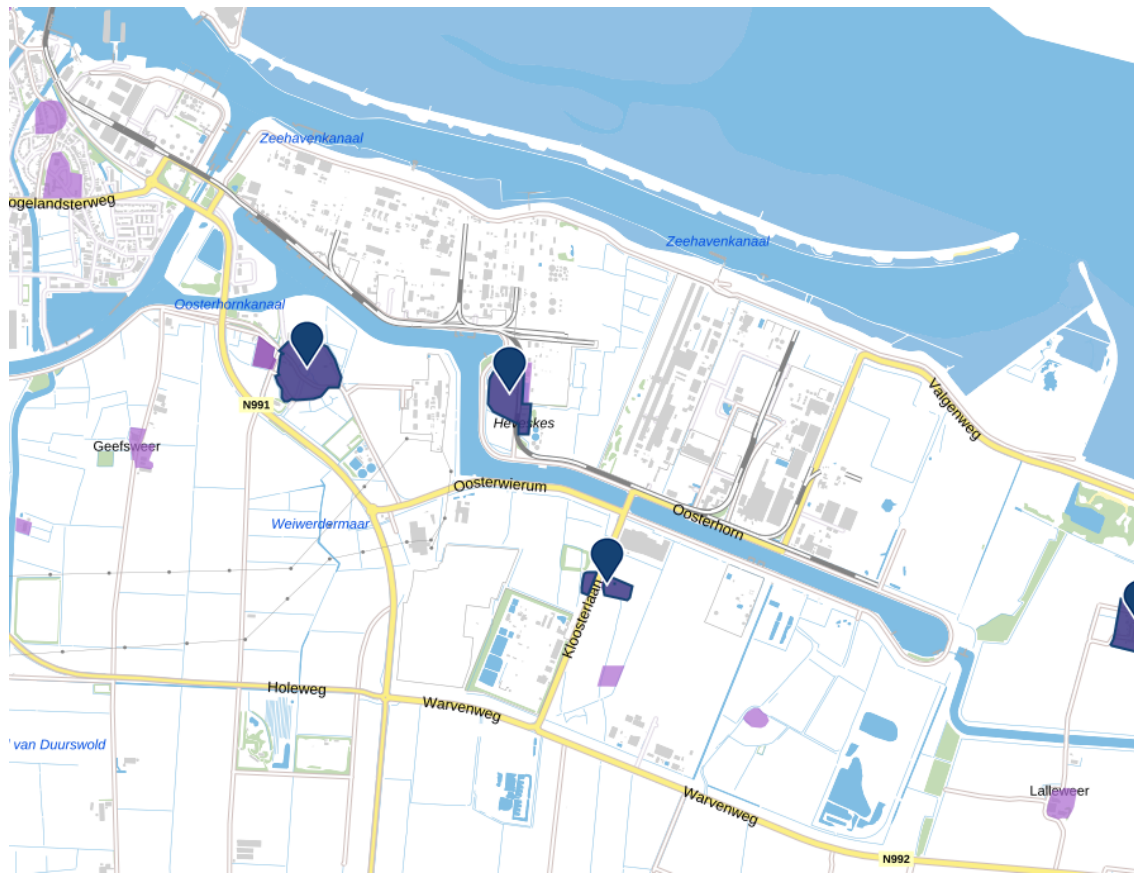 Zeehavenkanaal
ogelandsterweg
Zeehavenkanaal
Oosterhornkanaal
Valgenweg
N991
Heveskes
Geefsweer
Oosterwierum
Weiwerdermaar
Oosterhorn
Kloosterlaan
Holeweg
Warvenweg
van Duurswold
Lalleweer
Warvenweg
N992